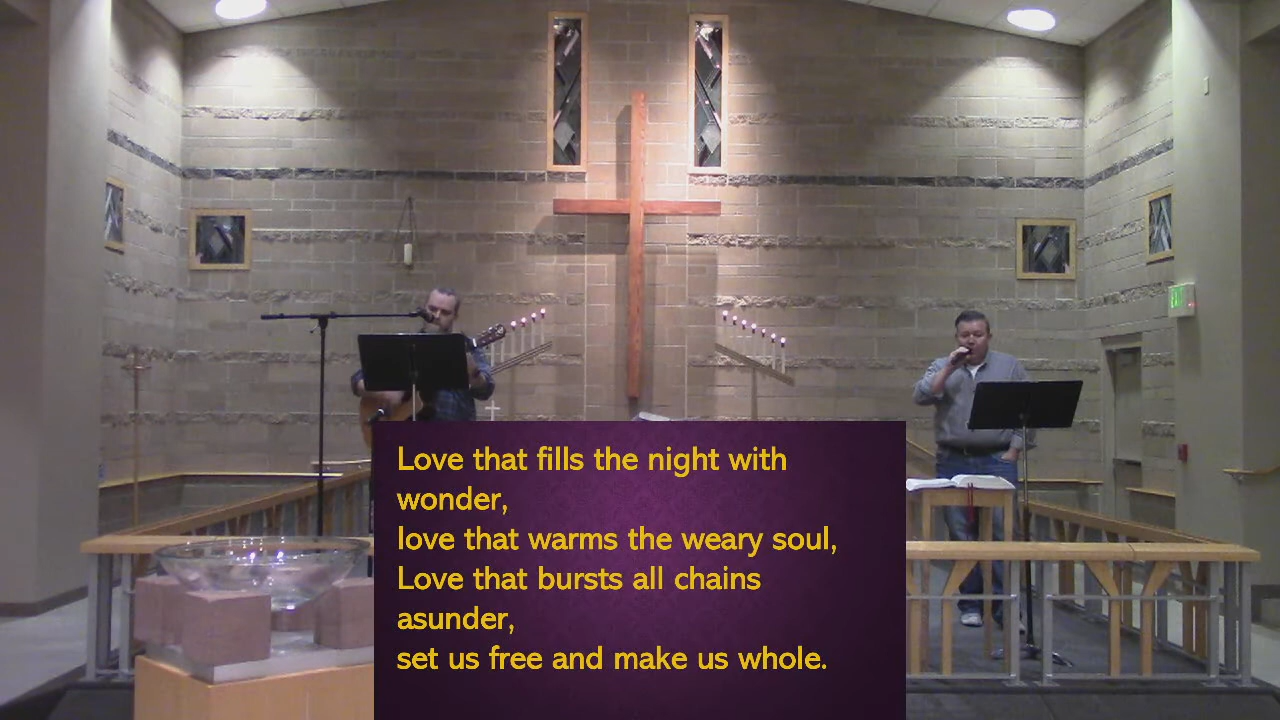 Love that fills the night with
wonder,
love that warms the weary soul,
Love that bursts all chains
asunder,
set us free and make us whole.